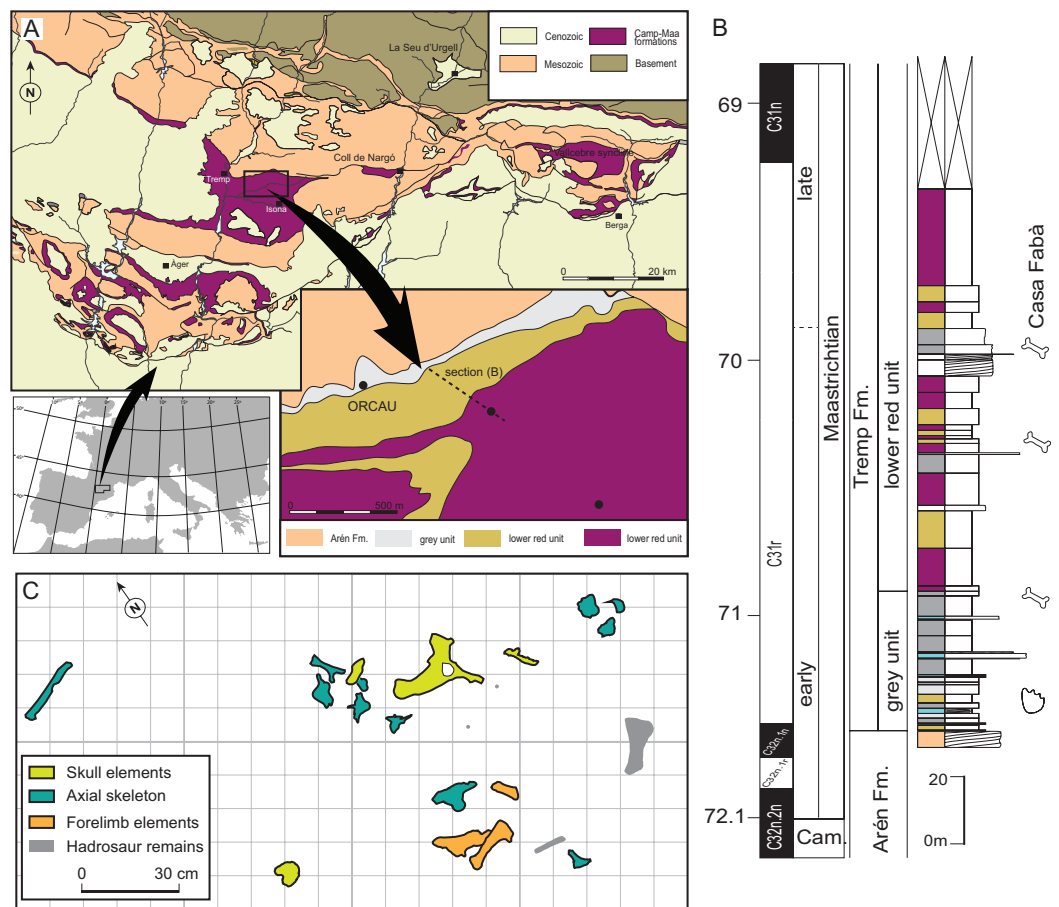 A
Cenozoic
Camp-Maa
formations
Mesozoic
Basement
N
La Seu d'Urgell
Coll de Nargó
Vallcebre syncline
Tremp
Isona
Berga
Àger
0 20 km
section (B)
ORCAU
0 500 m
Arén Fm.
grey unit
lower red unit
lower red unit
B
69
70
71
72.1
C31n
C31r
C32n.1n
C32n.1r
C32n.2n
late
early
Maastrichtian
Cam.
Tremp Fm.
Arén Fm.
lower red unit
grey unit
Casa Fabà
20
0m
C
N
Skull elements
Axial skeleton
Forelimb elements
Hadrosaur remains
0 30 cm